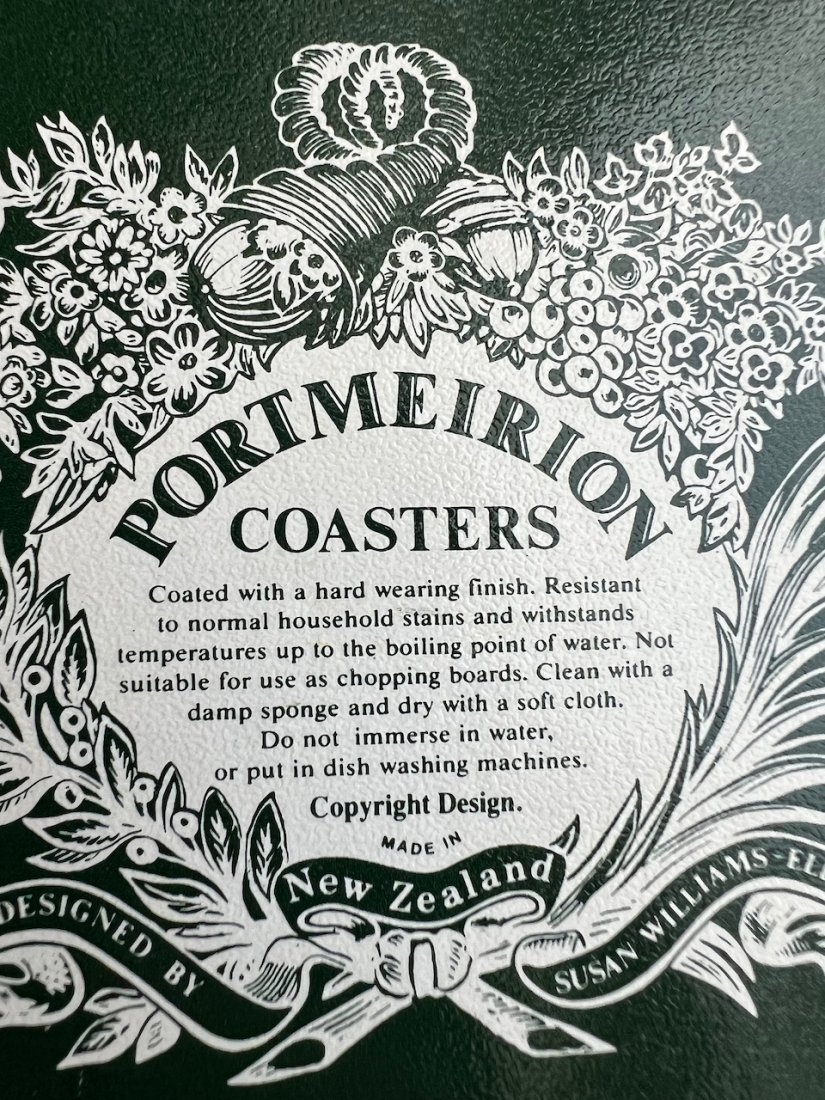 PORTMEIRION
COASTERS
Coated with a hard wearing finish. Resistant
to normal household stains and withstands
temperatures up to the boiling point of water. Not
suitable for use as chopping boards. Clean with a
damp sponge and dry with a soft cloth.
Do not immerse in water,
or put in dish washing machines.
Copyright Design.
MADE IN
New Zealand
DESIGNED BY
SUSAN WILLIAMS-ELL